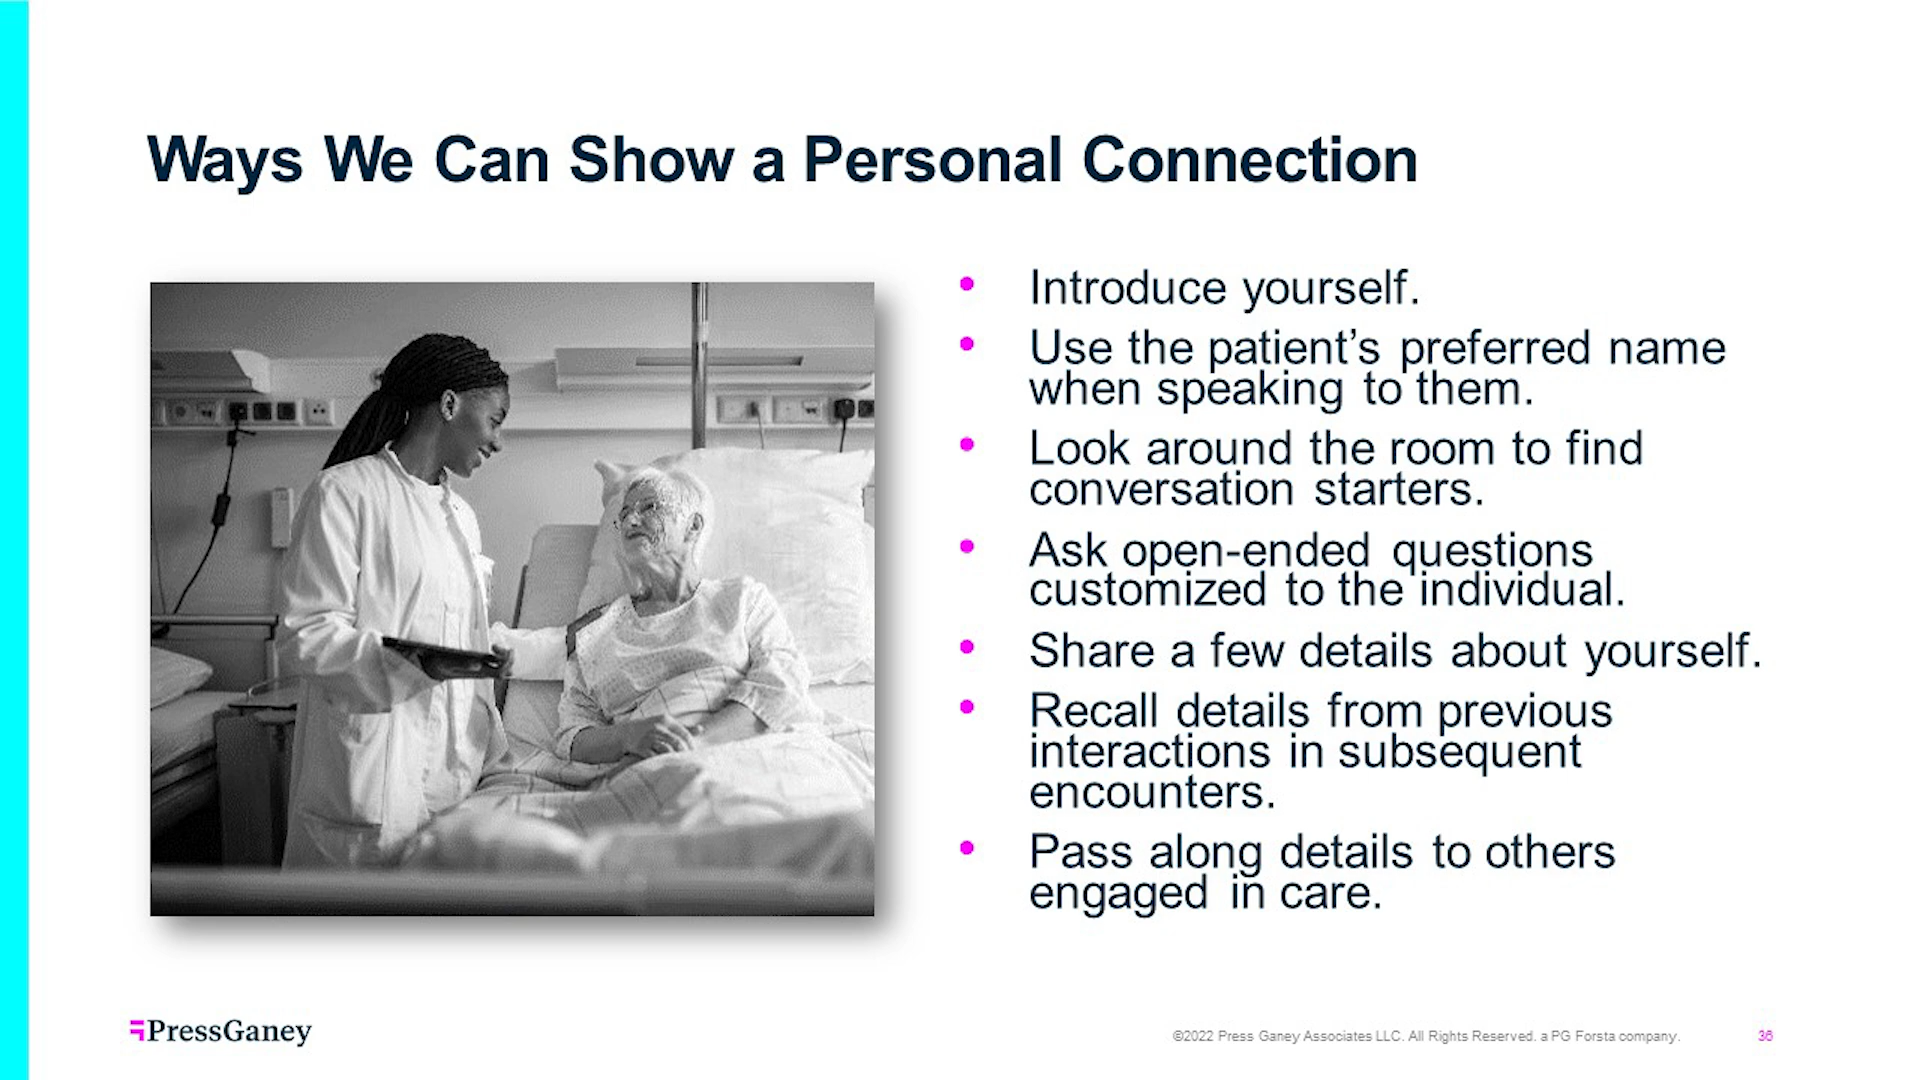 Ways We Can Show a Personal Connection
• Introduce yourself.
• Use the patient’s preferred name
when speaking to them.
• Look around the room to find
conversation starters.
• Ask open-ended questions
customized to the individual.
• Share a few details about yourself.
• Recall details from previous
interactions in subsequent
encounters.
• Pass along details to others
engaged in care.
PressGaney
©2022 Press Ganey Associates LLC. All Rights Reserved. a PG Forsta company.
36